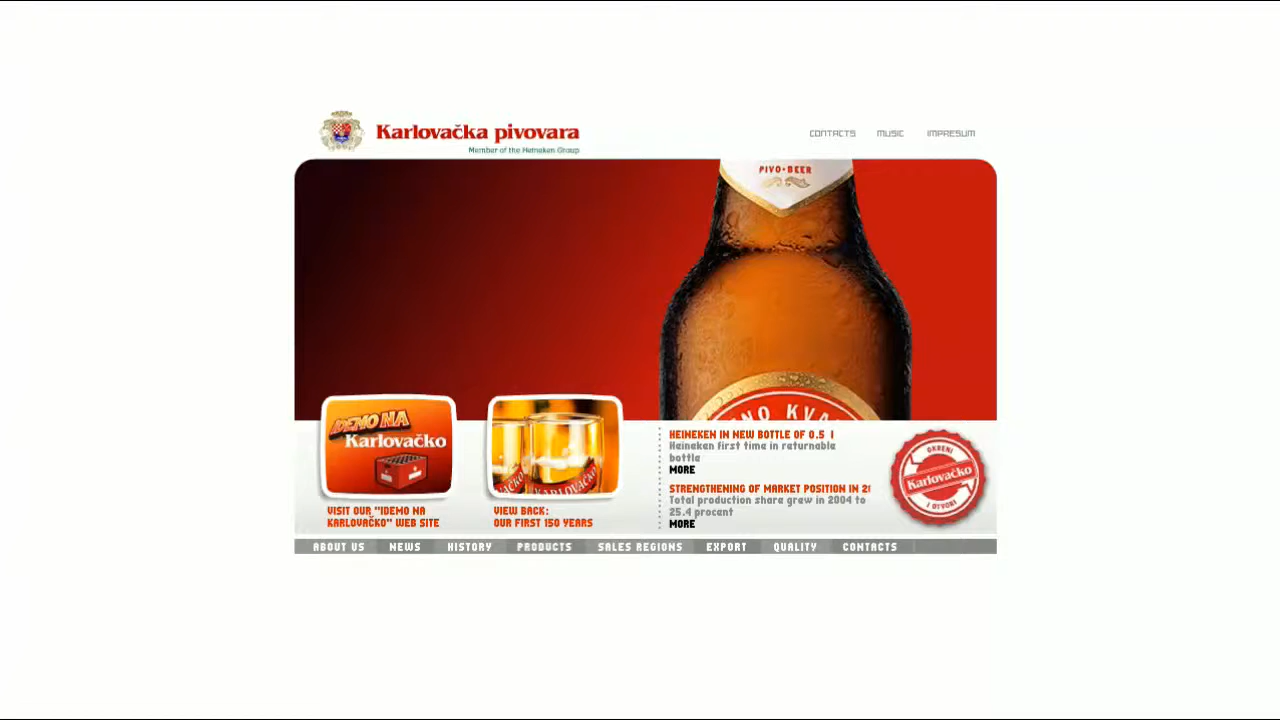 Karlovačka pivovara
Member of the Heineken Group
CONTACTS MUSIC IMPRESUM
PIVO-BEER
NO KVA
IDEMO NA
Karlovačko
VISIT OUR "IDEMO NA
KARLOVAČKO" WEB SITE
KARLOVAČ
VIEW BACK:
OUR FIRST 150 YEARS
HEINEKEN IN NEW BOTTLE OF 0.5 l
Heineken first time in returnable
bottle
MORE
STRENGTHENING OF MARKET POSITION IN 2
Total production share grew in 2004 to
25.4 procent
MORE
OKRENI
Karlovačko
I OTVORI
ABOUT US NEWS HISTORY PRODUCTS SALES REGIONS EXPORT QUALITY CONTACTS